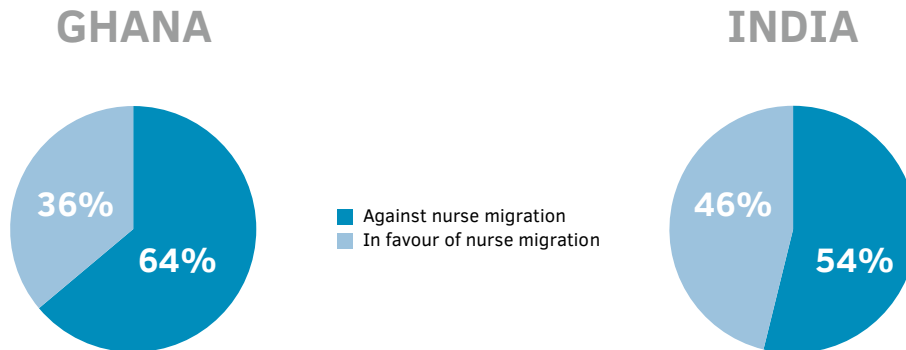 GHANA
INDIA
36%
64%
Against nurse migration
In favour of nurse migration
46%
54%